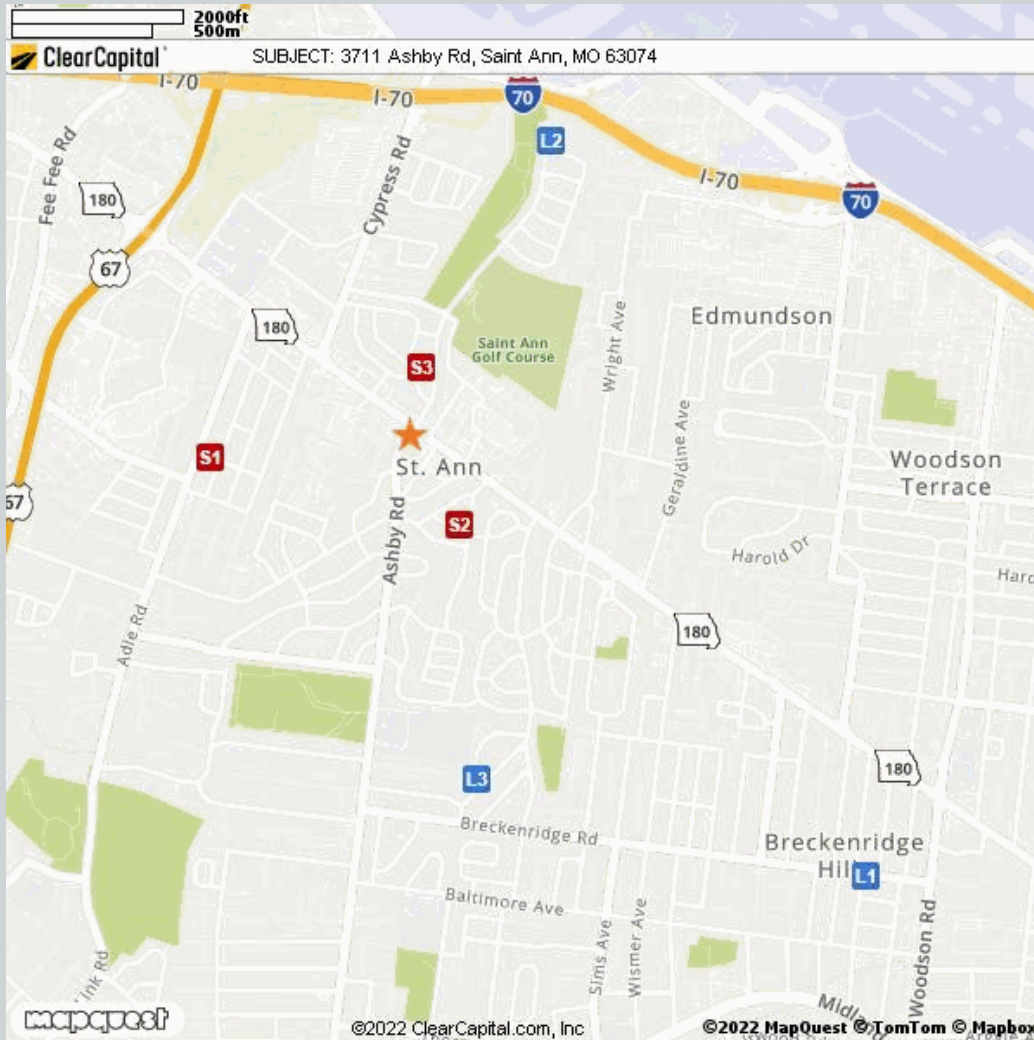 2000ft
500m
ClearCapital
SUBJECT: 3711 Ashby Rd, Saint Ann, MO 63074
I-70
I-70
70
L2
I-70
70
Fee Fee Rd
180
Cypress Rd
67
180
Edmundson
Saint Ann
Golf Course
Wright Ave
S3
Geraldine Ave
S1
St. Ann
Woodson
Terrace
67
S2
Ashby Rd
Harold Dr
Adie Rd
180
L3
180
Breckenridge Rd
Breckenridge
L1
Baltimore Ave
Sims Ave
Wismer Ave
Woodson Rd
Link Rd
mapquest
©2022 ClearCapital.com, Inc
©2022 MapQuest © TomTom © Mapbox